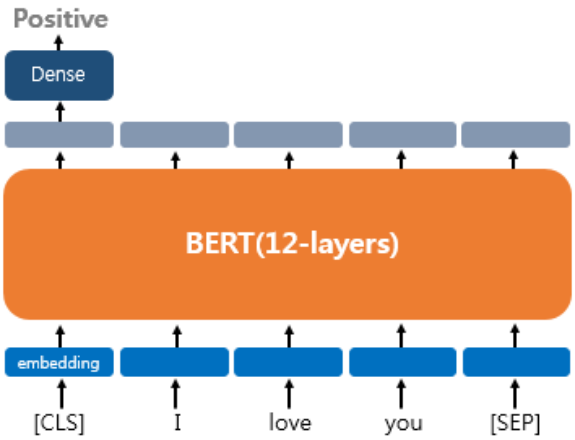 Positive
Dense
BERT(12-layers)
embedding
[CLS] I love you [SEP]